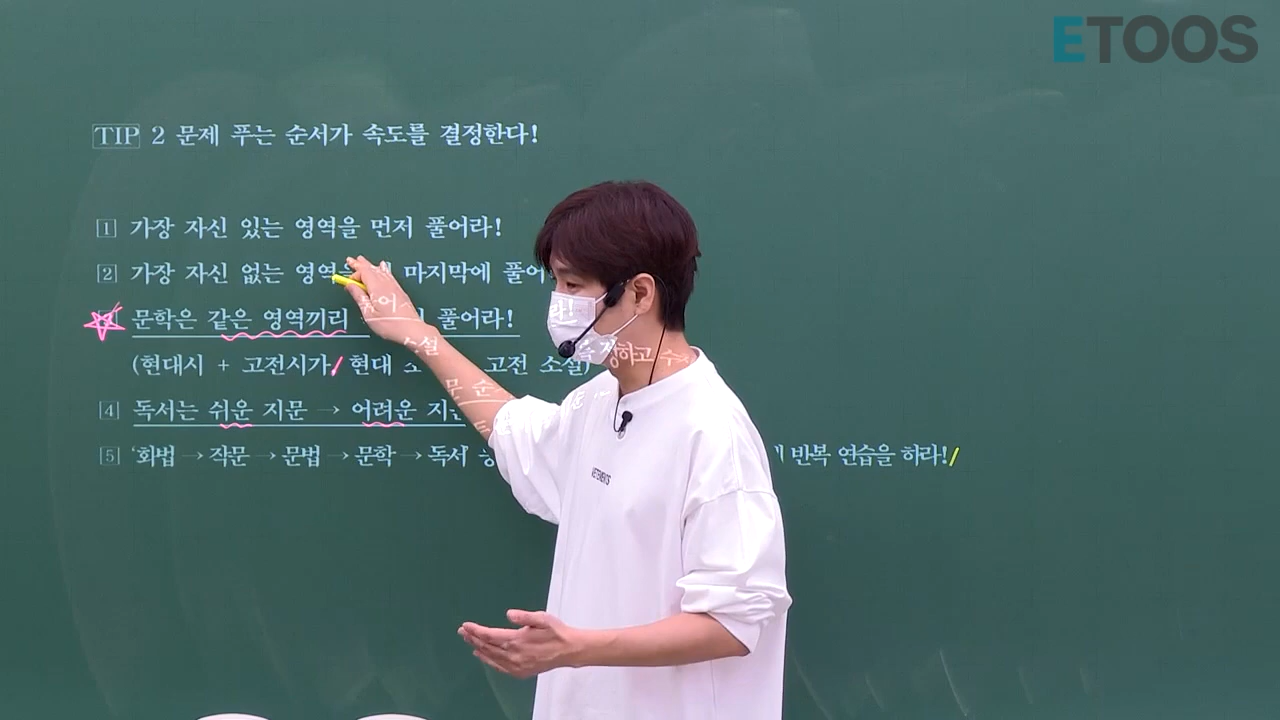 ETOOS
TIP 2 문제 푸는 순서가 속도를 결정한다!
1 가장 자신 있는 영역을 먼저 풀어라!
2 가장 자신 없는 영역을 마지막에
문학은 같은 영역끼리 풀어라!
(현대시 + 고전시가/ 현대 고전 소설)
4 독서는 쉬운 지문 → 어려운
5 '화법 → 작문 → 문법 → 문학 → 독서 반복 연습을 하라!/
VETEMENTS